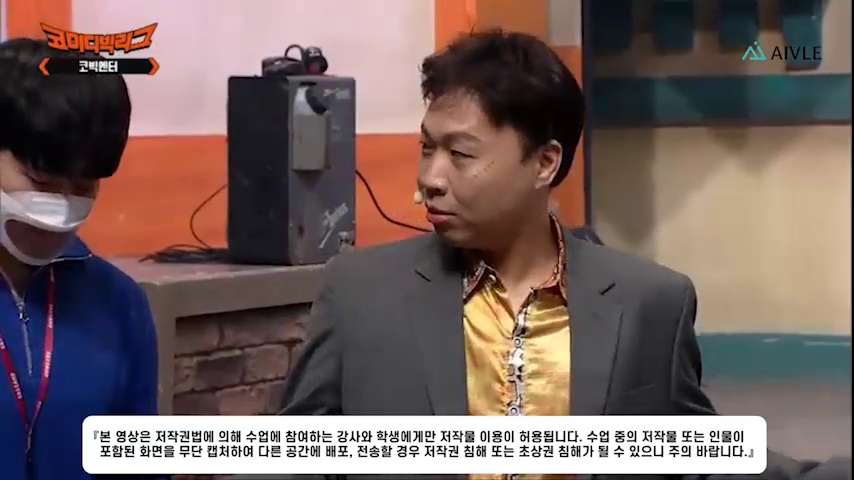 코미디빅리그
코빅엔터
AIVLE
『본 영상은 저작권법에 의해 수업에 참여하는 강사와 학생에게만 저작물 이용이 허용됩니다. 수업 중의 저작물 또는 인물이
포함된 화면을 무단 캡처하여 다른 공간에 배포, 전송할 경우 저작권 침해 또는 초상권 침해가 될 수 있으니 주의 바랍니다.』